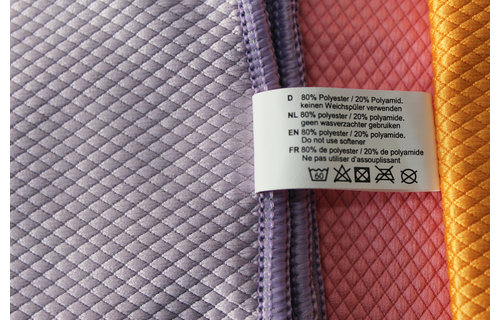 D 80% Polyester / 20% Polyamid.
keinen Weichspüler verwenden
NL 80% polyester / 20% polyamide.
geen wasverzachter gebruiken
EN 80% polyester / 20% polyamide.
Do not use softener
FR 80% de polyester / 20% de polyamide
Ne pas utiliser d'assouplissant
60